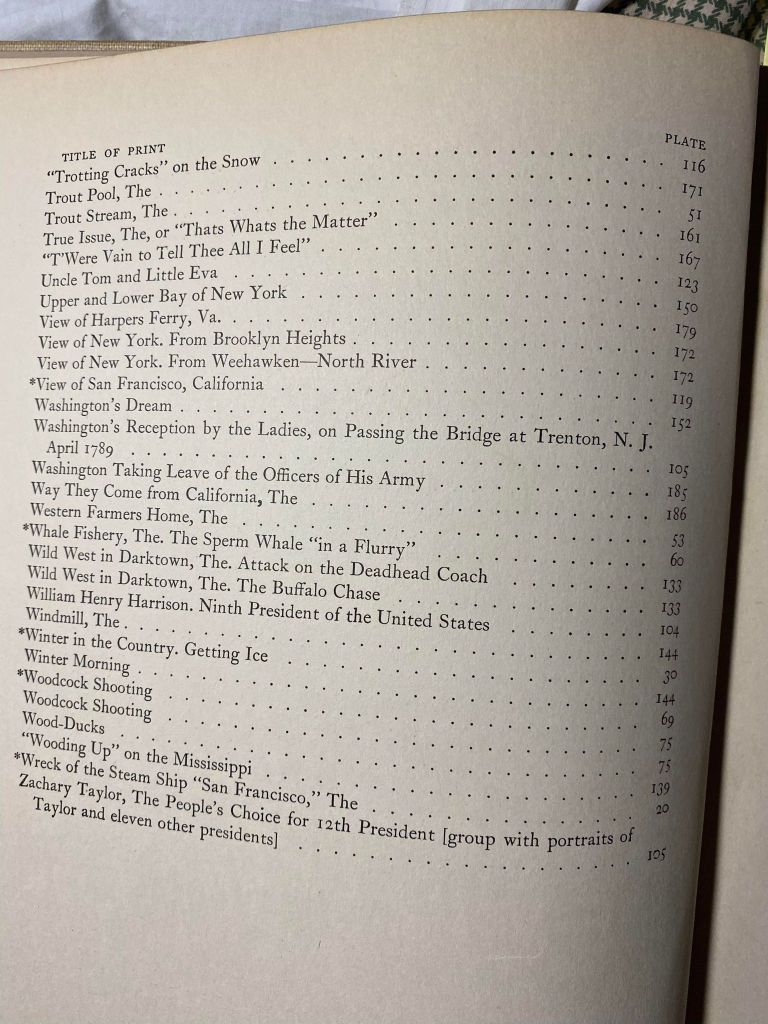 TITLE OF PRINT PLATE
"Trotting Cracks" on the Snow . . . . . . . . . . . . . . . . 116
Trout Pool, The . . . . . . . . . . . . . . . . . . . . 171
Trout Stream, The . . . . . . . . . . . . . . . . . . . 51
True Issue, The, or "Thats Whats the Matter" . . . . . . . . . . 161
"T'Were Vain to Tell Thee All I Feel" . . . . . . . . . . . . . 167
Uncle Tom and Little Eva . . . . . . . . . . . . . . . . . 123
Upper and Lower Bay of New York . . . . . . . . . . . . . . 150
View of Harpers Ferry, Va. . . . . . . . . . . . . . . . . . 179
View of New York. From Brooklyn Heights . . . . . . . . . . . . 172
View of New York. From Weehawken—North River . . . . . . . . . 172
*View of San Francisco, California . . . . . . . . . . . . . . 119
Washington's Dream . . . . . . . . . . . . . . . . . . . 152
Washington's Reception by the Ladies, on Passing the Bridge at Trenton, N. J.
April 1789 . . . . . . . . . . . . . . . . . . . . . 105
Washington Taking Leave of the Officers of His Army . . . . . . . . 185
Way They Come from California, The . . . . . . . . . . . . . 186
Western Farmers Home, The . . . . . . . . . . . . . . . . 53
*Whale Fishery, The. The Sperm Whale "in a Flurry" . . . . . . . . 60
Wild West in Darktown, The. Attack on the Deadhead Coach . . . . . . 133
Wild West in Darktown, The. The Buffalo Chase . . . . . . . . . . 133
William Henry Harrison. Ninth President of the United States . . . . . . 104
Windmill, The . . . . . . . . . . . . . . . . . . . . . 144
*Winter in the Country. Getting Ice . . . . . . . . . . . . . . 30
Winter Morning . . . . . . . . . . . . . . . . . . . . 144
*Woodcock Shooting . . . . . . . . . . . . . . . . . . . 69
Woodcock Shooting . . . . . . . . . . . . . . . . . . . 75
Wood-Ducks . . . . . . . . . . . . . . . . . . . . . 75
"Wooding Up" on the Mississippi . . . . . . . . . . . . . . . 139
*Wreck of the Steam Ship "San Francisco," The . . . . . . . . . . 20
Zachary Taylor, The People's Choice for 12th President [group with portraits of
Taylor and eleven other presidents] . . . . . . . . . . . . . 105